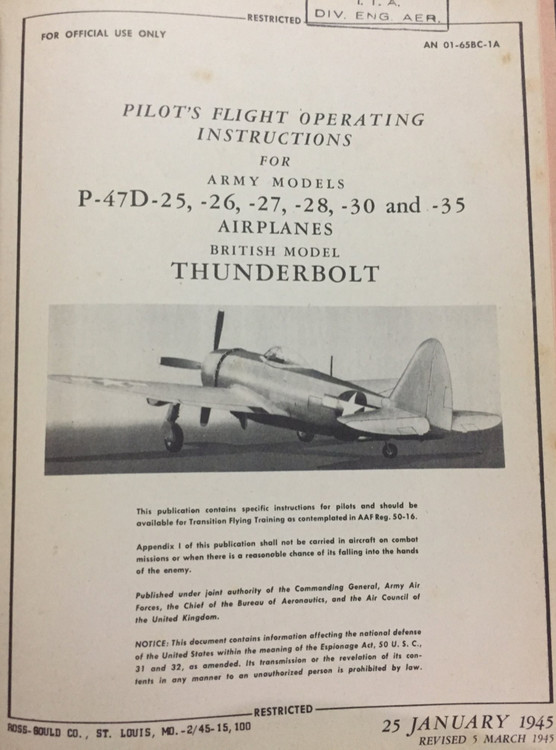 I. T. A.
DIV. ENG. AER.
RESTRICTED
FOR OFFICIAL USE ONLY
AN 01-65BC-1A
PILOT'S FLIGHT OPERATING
INSTRUCTIONS
FOR
ARMY MODELS
P-47D-25, -26, -27, -28, -30 and -35
AIRPLANES
BRITISH MODEL
THUNDERBOLT
This publication contains specific instructions for pilots and should be
available for Transition Flying Training as contemplated in AAF Reg. 50-16.
Appendix I of this publication shall not be carried in aircraft on combat
missions or when there is a reasonable chance of its falling into the hands
of the enemy.
Published under joint authority of the Commanding General, Army Air
Forces, the Chief of the Bureau of Aeronautics, and the Air Council of
the United Kingdom.
NOTICE: This document contains information affecting the national defense
of the United States within the meaning of the Espionage Act, 50 U. S. C.,
31 and 32, as amended. Its transmission or the revelation of its con-
tents in any manner to an unauthorized person is prohibited by law.
RESTRICTED
ROSS-GOULD CO., ST. LOUIS, MO.-2/45-15,100
25 JANUARY 1945
REVISED 5 MARCH 1945